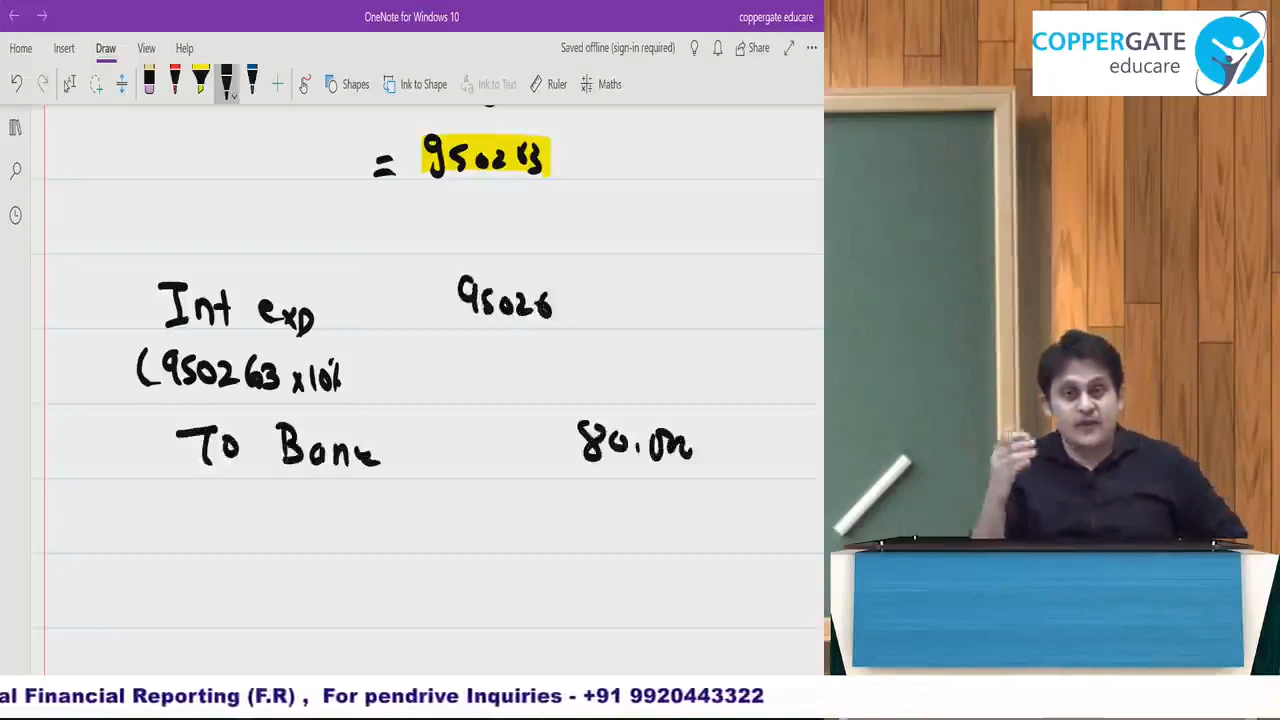 OneNote for Windows 10
coppergate educare
Home Insert Draw View Help
Saved offline (sign-in required)
Share
Shapes Ink to Shape Ink to Text Ruler Maths
COPPERGATE
educare
= 950263
Int exp 95026
(950263 x 10%
To Bank 80.000
al Financial Reporting (F.R) , For pendrive Inquiries - +91 9920443322